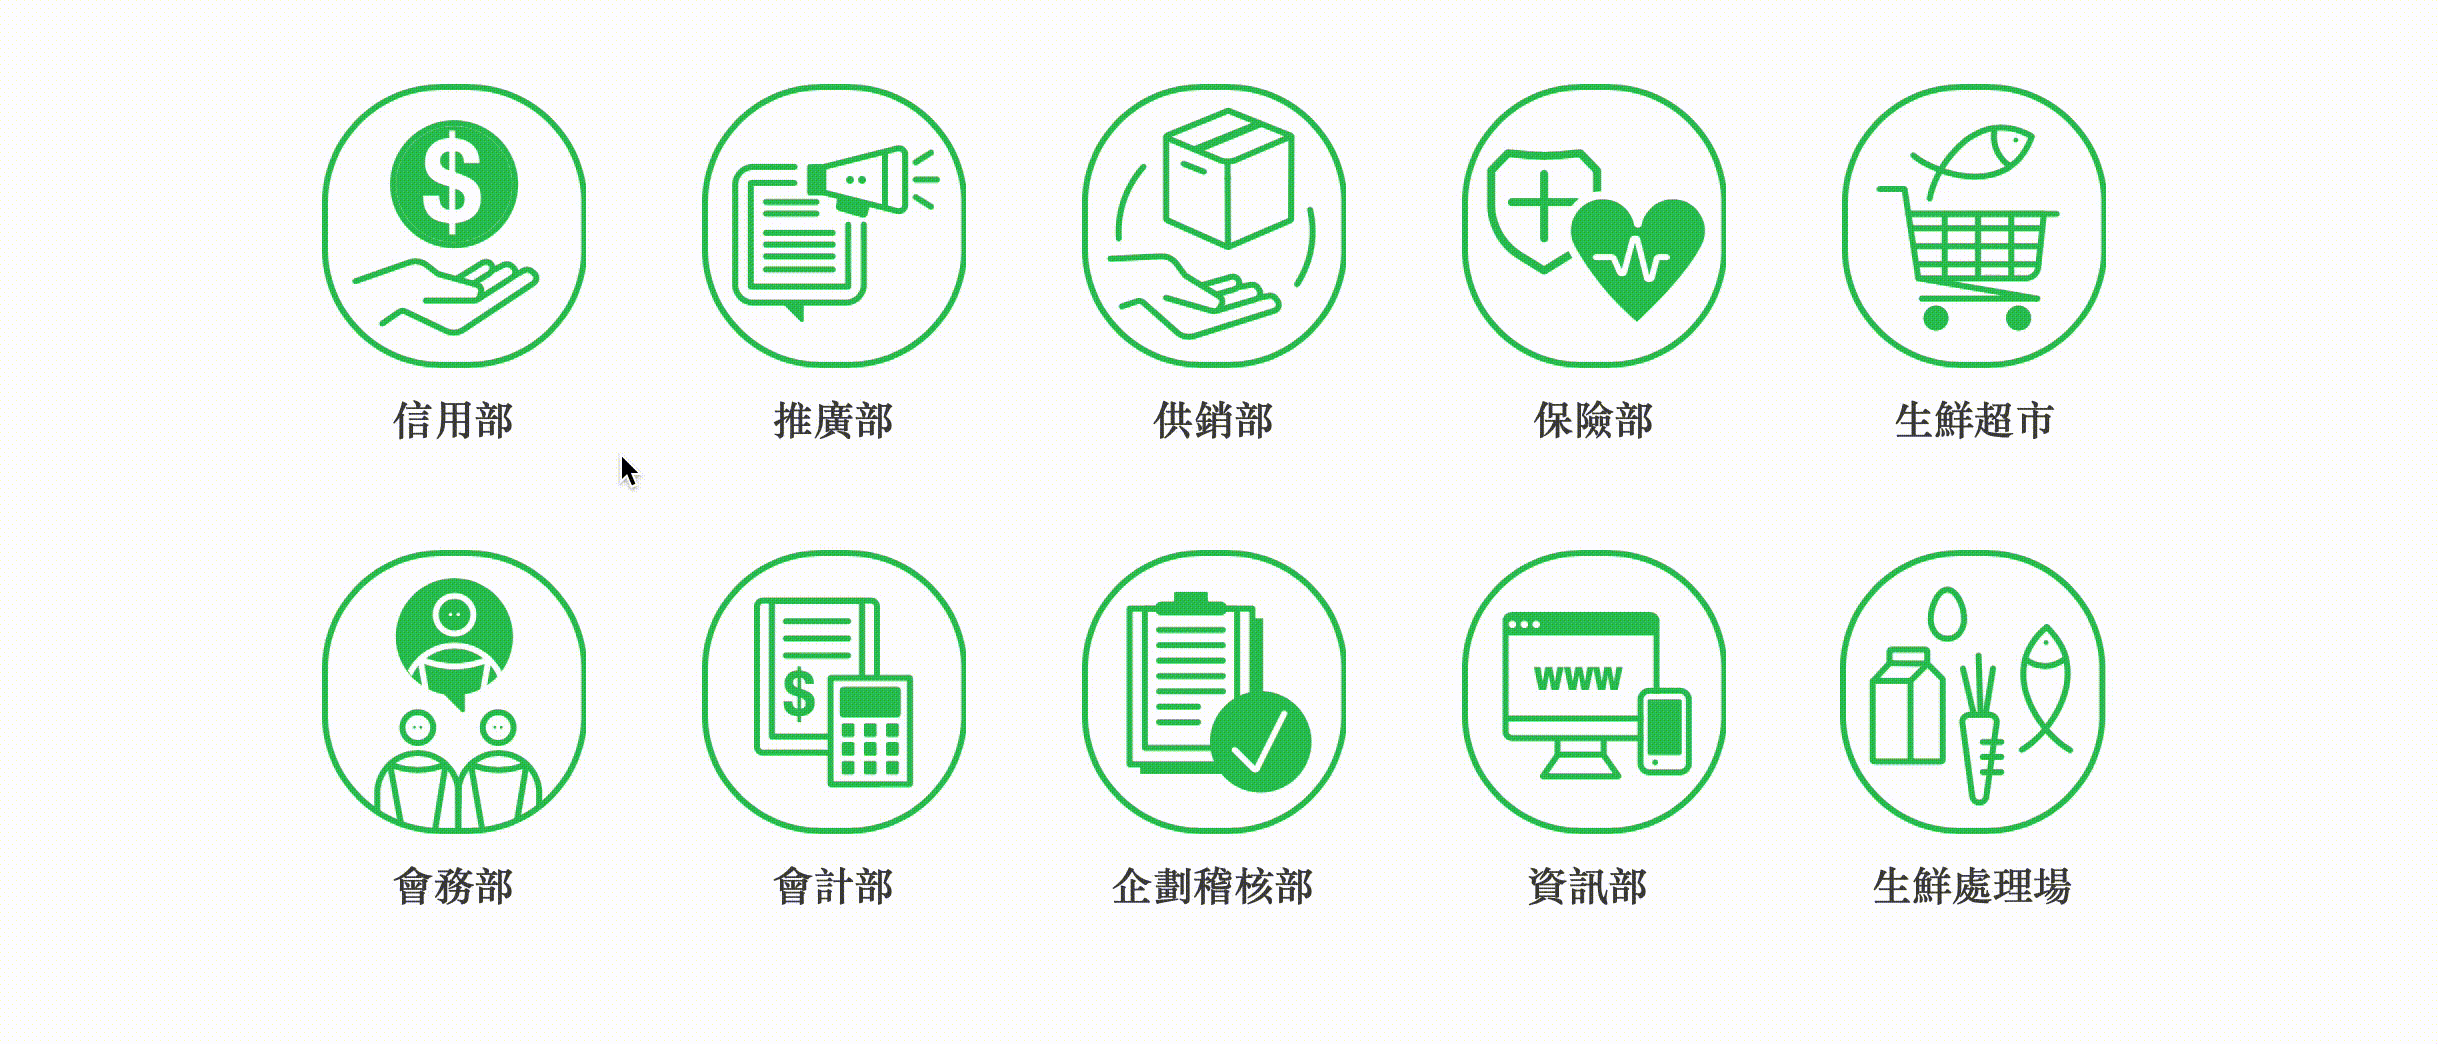 $
信用部
推廣部
供銷部
保險部
生鮮超市
$
www
會務部
會計部
企劃稽核部
資訊部
生鮮處理場